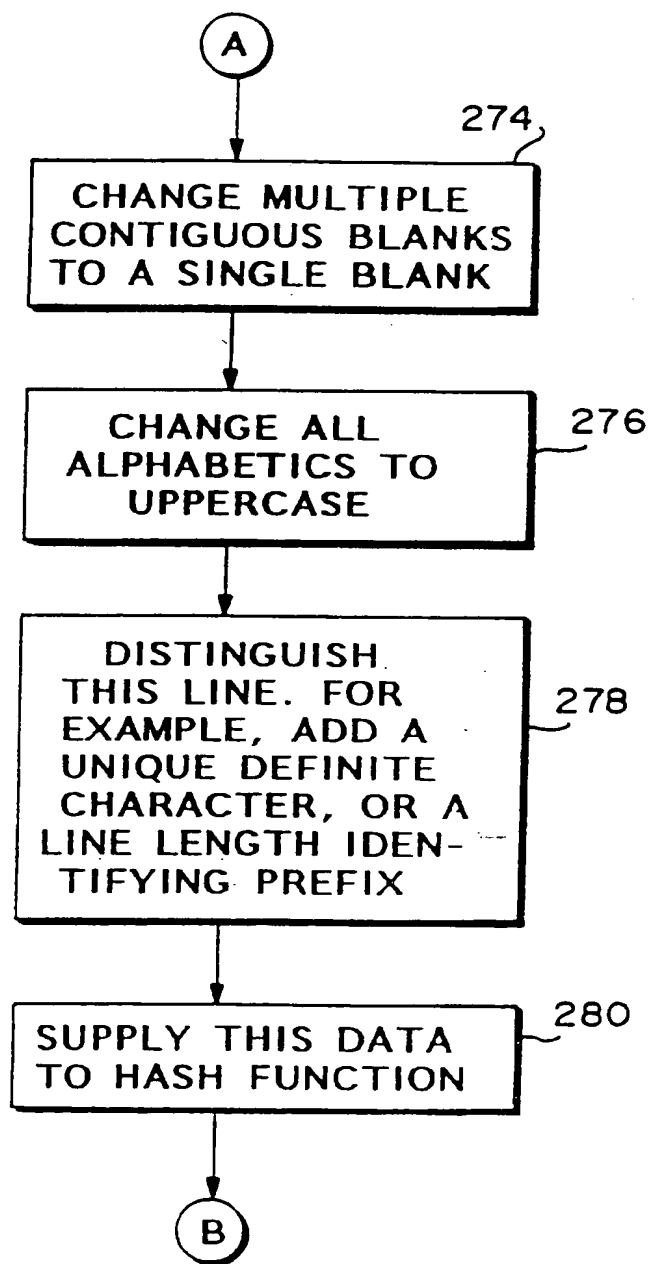 A
274
CHANGE MULTIPLE
CONTIGUOUS BLANKS
TO A SINGLE BLANK
276
CHANGE ALL
ALPHABETICS TO
UPPERCASE
278
DISTINGUISH
THIS LINE. FOR
EXAMPLE, ADD A
UNIQUE DEFINITE
CHARACTER, OR A
LINE LENGTH IDEN-
TIFYING PREFIX
280
SUPPLY THIS DATA
TO HASH FUNCTION
B